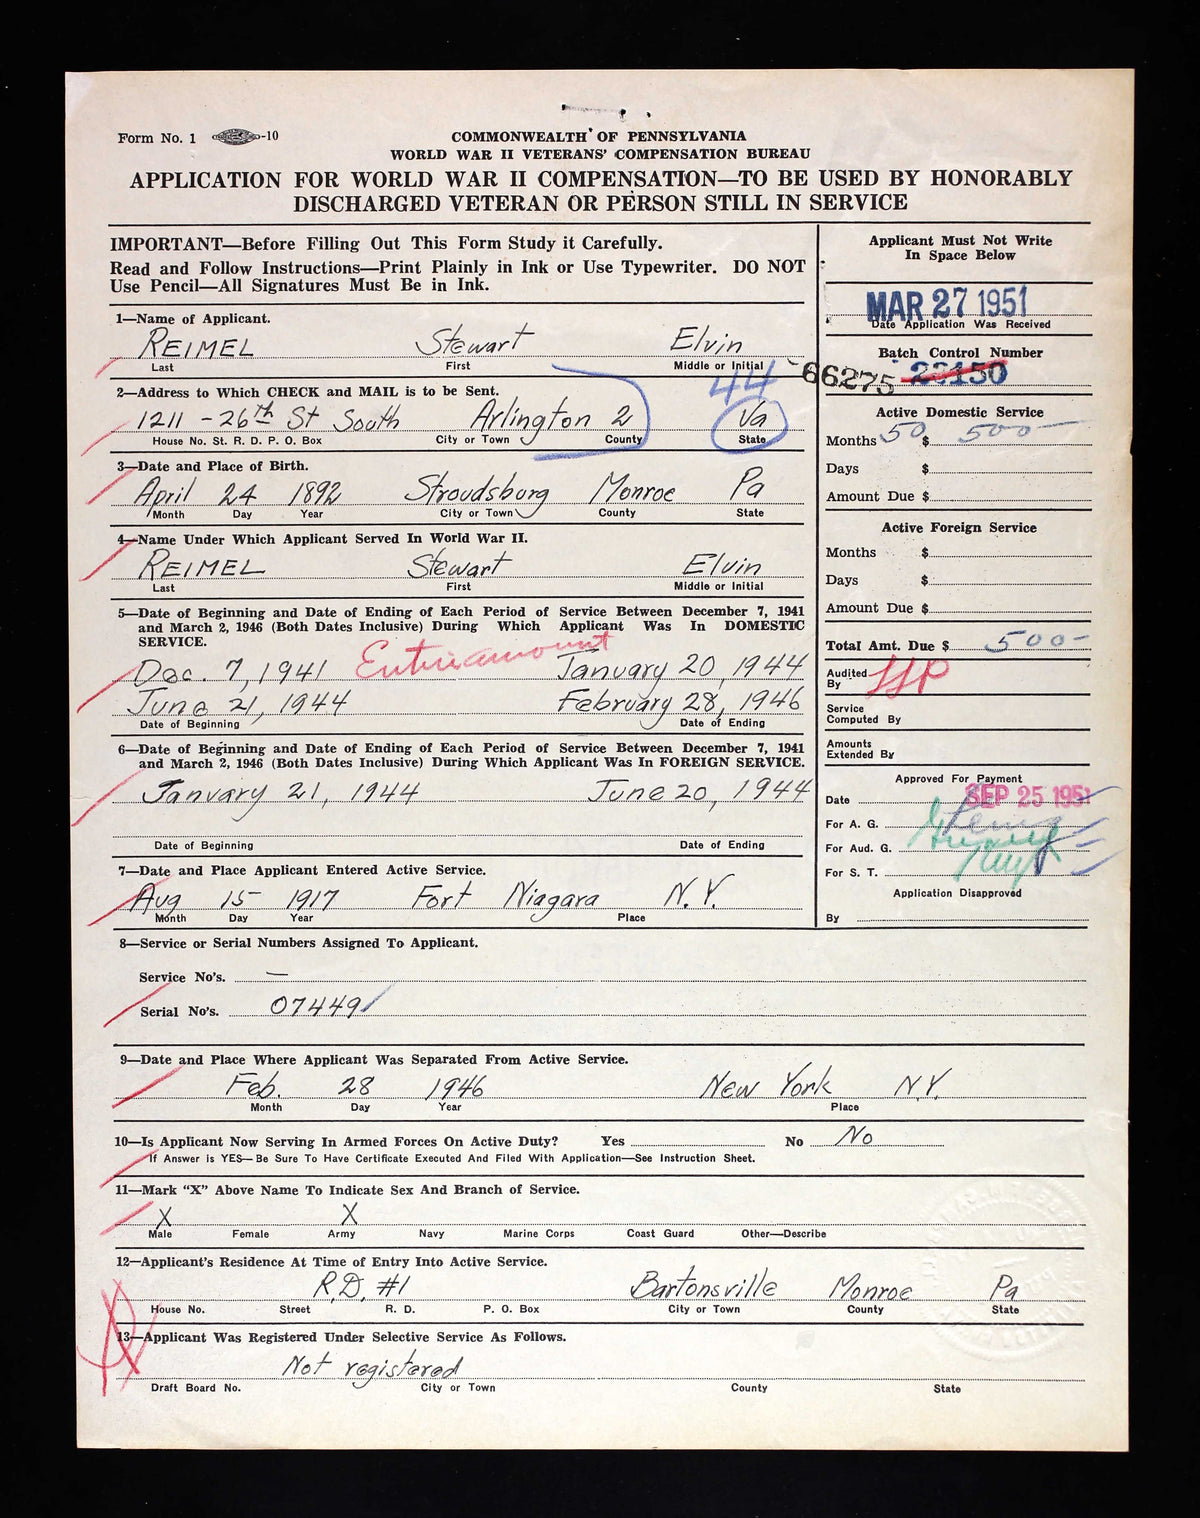 Form No. 1 -10
COMMONWEALTH OF PENNSYLVANIA
WORLD WAR II VETERANS' COMPENSATION BUREAU
APPLICATION FOR WORLD WAR II COMPENSATION—TO BE USED BY HONORABLY
DISCHARGED VETERAN OR PERSON STILL IN SERVICE
IMPORTANT—Before Filling Out This Form Study it Carefully.
Read and Follow Instructions—Print Plainly in Ink or Use Typewriter. DO NOT
Use Pencil—All Signatures Must Be in Ink.
1—Name of Applicant.
REIMEL Stewart Elvin
Last First Middle or Initial
2—Address to Which CHECK and MAIL is to be Sent. 44
1211 - 26th St South Arlington 2 Va
House No. St. R. D. P. O. Box City or Town County State
3—Date and Place of Birth.
April 24 1892 Stroudsburg Monroe Pa
Month Day Year City or Town County State
4—Name Under Which Applicant Served In World War II.
REIMEL Stewart Elvin
Last First Middle or Initial
5—Date of Beginning and Date of Ending of Each Period of Service Between December 7, 1941
and March 2, 1946 (Both Dates Inclusive) During Which Applicant Was In DOMESTIC
SERVICE.
Entire amount
Dec. 7, 1941 January 20, 1944
June 21, 1944 February 28, 1946
Date of Beginning Date of Ending
6—Date of Beginning and Date of Ending of Each Period of Service Between December 7, 1941
and March 2, 1946 (Both Dates Inclusive) During Which Applicant Was In FOREIGN SERVICE.
January 21, 1944 June 20, 1944
Date of Beginning Date of Ending
7—Date and Place Applicant Entered Active Service.
Aug 15 1917 Fort Niagara N.Y.
Month Day Year Place
Applicant Must Not Write
In Space Below
MAR 27 1951
Date Application Was Received
Batch Control Number
66275 23150
Active Domestic Service
Months 50 $ 500-
Days $
Amount Due $
Active Foreign Service
Months $
Days $
Amount Due $
Total Amt. Due $ 500-
Audited
By
Service
Computed By
Amounts
Extended By
Approved For Payment
Date SEP 25 1951
For A. G.
For Aud. G.
For S. T.
Application Disapproved
By
8—Service or Serial Numbers Assigned To Applicant.
Service No's. —
Serial No's. 074491
9—Date and Place Where Applicant Was Separated From Active Service.
Feb. 28 1946 New York N.Y.
Month Day Year Place
10—Is Applicant Now Serving In Armed Forces On Active Duty? Yes No No
If Answer is YES—Be Sure To Have Certificate Executed And Filed With Application—See Instruction Sheet.
11—Mark "X" Above Name To Indicate Sex And Branch of Service.
X X
Male Female Army Navy Marine Corps Coast Guard Other—Describe
12—Applicant's Residence At Time of Entry Into Active Service.
R.D. #1 Bartonsville Monroe Pa
House No. Street R. D. P. O. Box City or Town County State
13—Applicant Was Registered Under Selective Service As Follows.
Not registered
Draft Board No. City or Town County State